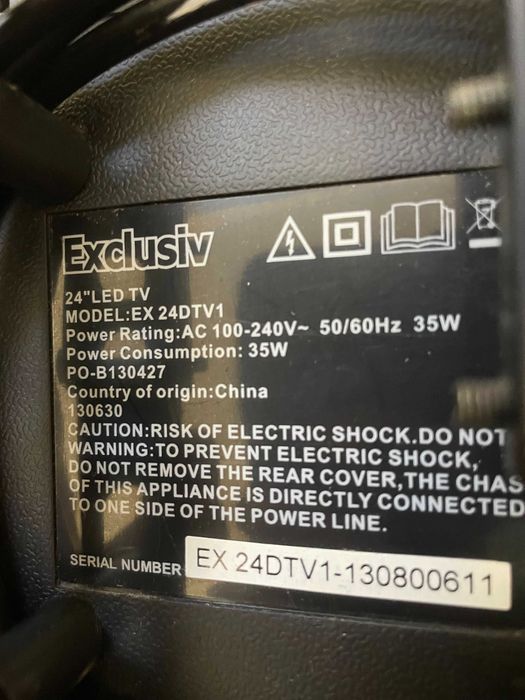 Exclusiv
24"LED TV
MODEL:EX 24DTV1
Power Rating:AC 100-240V~ 50/60Hz 35W
Power Consumption: 35W
PO-B130427
Country of origin:China
130630
CAUTION:RISK OF ELECTRIC SHOCK.DO NOT
WARNING:TO PREVENT ELECTRIC SHOCK,
DO NOT REMOVE THE REAR COVER,THE CHAS
OF THIS APPLIANCE IS DIRECTLY CONNECTED
TO ONE SIDE OF THE POWER LINE.
SERIAL NUMBER EX 24DTV1-130800611